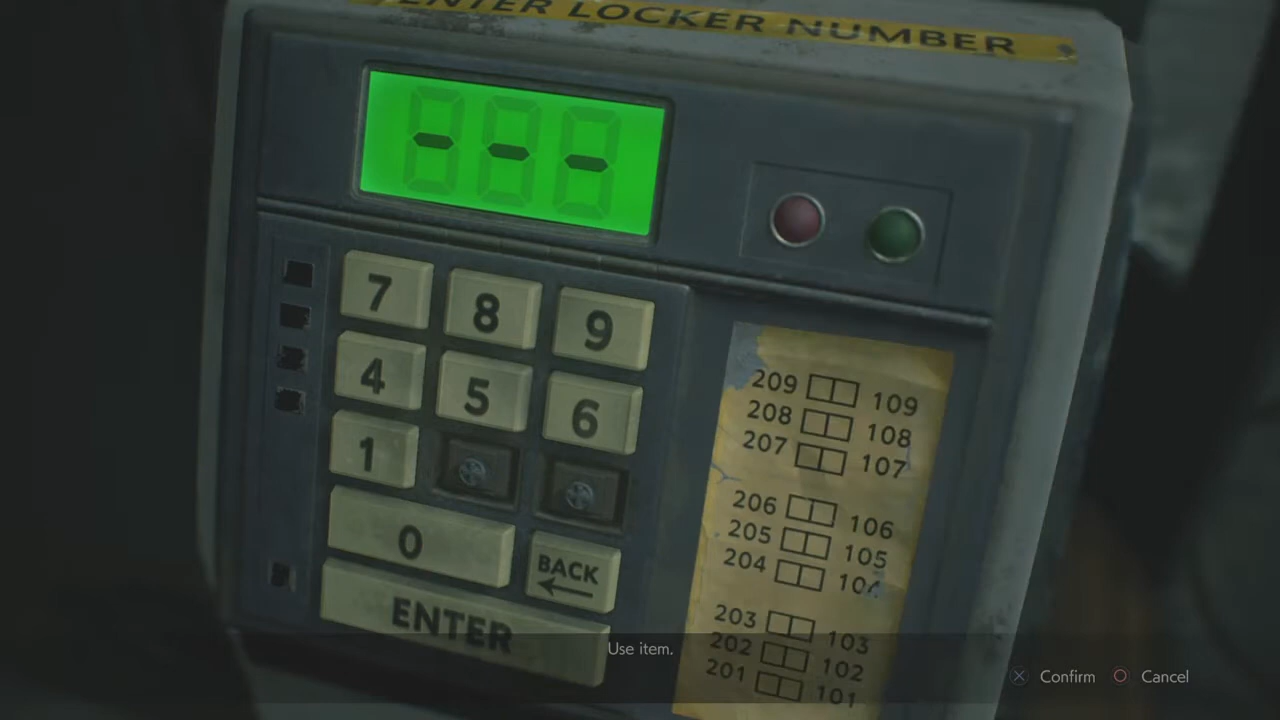 ENTER LOCKER NUMBER
7 8 9
4 5 6
1
0 BACK
ENTER
209 109
208 108
207 107
206 106
205 105
204 104
203 103
202 102
201 101
Use item.
Confirm Cancel